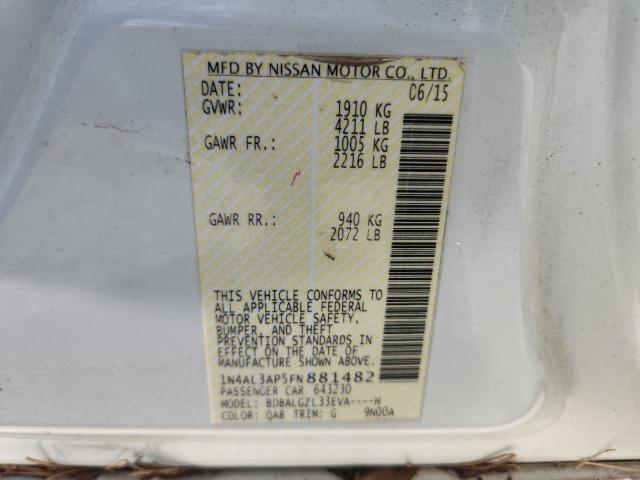 MFD BY NISSAN MOTOR CO., LTD.
DATE: 06/15
GVWR: 1910 KG
4211 LB
GAWR FR.: 1005 KG
2216 LB
GAWR RR.: 940 KG
2072 LB
THIS VEHICLE CONFORMS TO
ALL APPLICABLE FEDERAL
MOTOR VEHICLE SAFETY,
BUMPER, AND THEFT
PREVENTION STANDARDS
IN EFFECT ON THE DATE OF
MANUFACTURE SHOWN ABOVE.
1N4AL3AP5FN881482
PASSENGER CAR 643230
MODEL: BDBALGZL33EVA----H
COLOR: QAB TRIM: G 9N00A